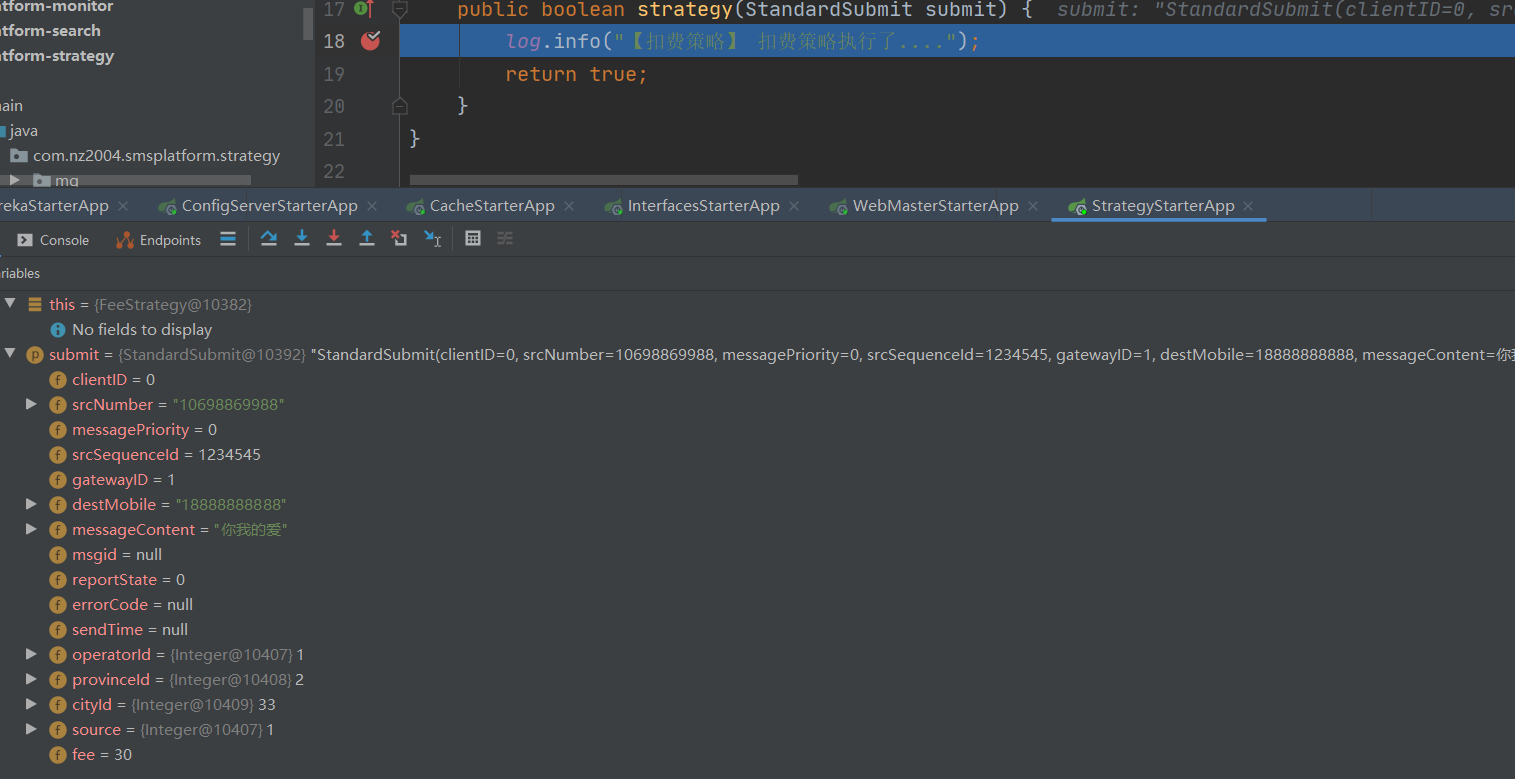 tform-monitor
tform-search
tform-strategy
ain
java
com.nz2004.smsplatform.strategy
mq
17 public boolean strategy(StandardSubmit submit) { submit: "StandardSubmit(clientID=0, sr
18 log.info("【扣费策略】 扣费策略执行了....");
19 return true;
20 }
21 }
22
rekaStarterApp ConfigServerStarterApp CacheStarterApp InterfacesStarterApp WebMasterStarterApp StrategyStarterApp
Console Endpoints
riables
this = {FeeStrategy@10382}
No fields to display
submit = {StandardSubmit@10392} "StandardSubmit(clientID=0, srcNumber=10698869988, messagePriority=0, srcSequenceId=1234545, gatewayID=1, destMobile=18888888888, messageContent=你我
clientID = 0
srcNumber = "10698869988"
messagePriority = 0
srcSequenceId = 1234545
gatewayID = 1
destMobile = "18888888888"
messageContent = "你我的爱"
msgid = null
reportState = 0
errorCode = null
sendTime = null
operatorId = {Integer@10407} 1
provinceId = {Integer@10408} 2
cityId = {Integer@10409} 33
source = {Integer@10407} 1
fee = 30